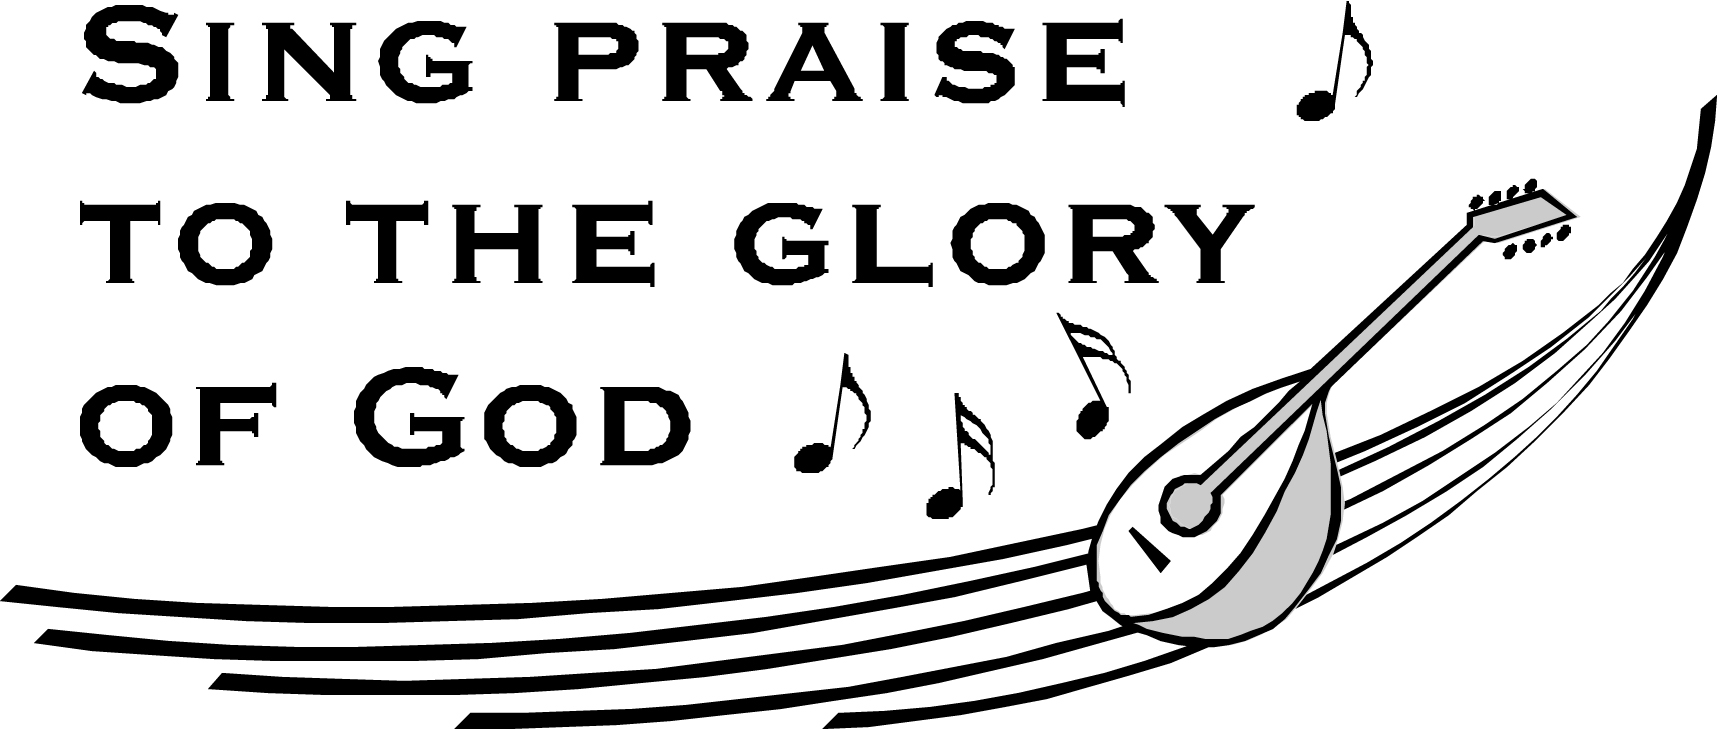 Sing praise
to the glory
of God